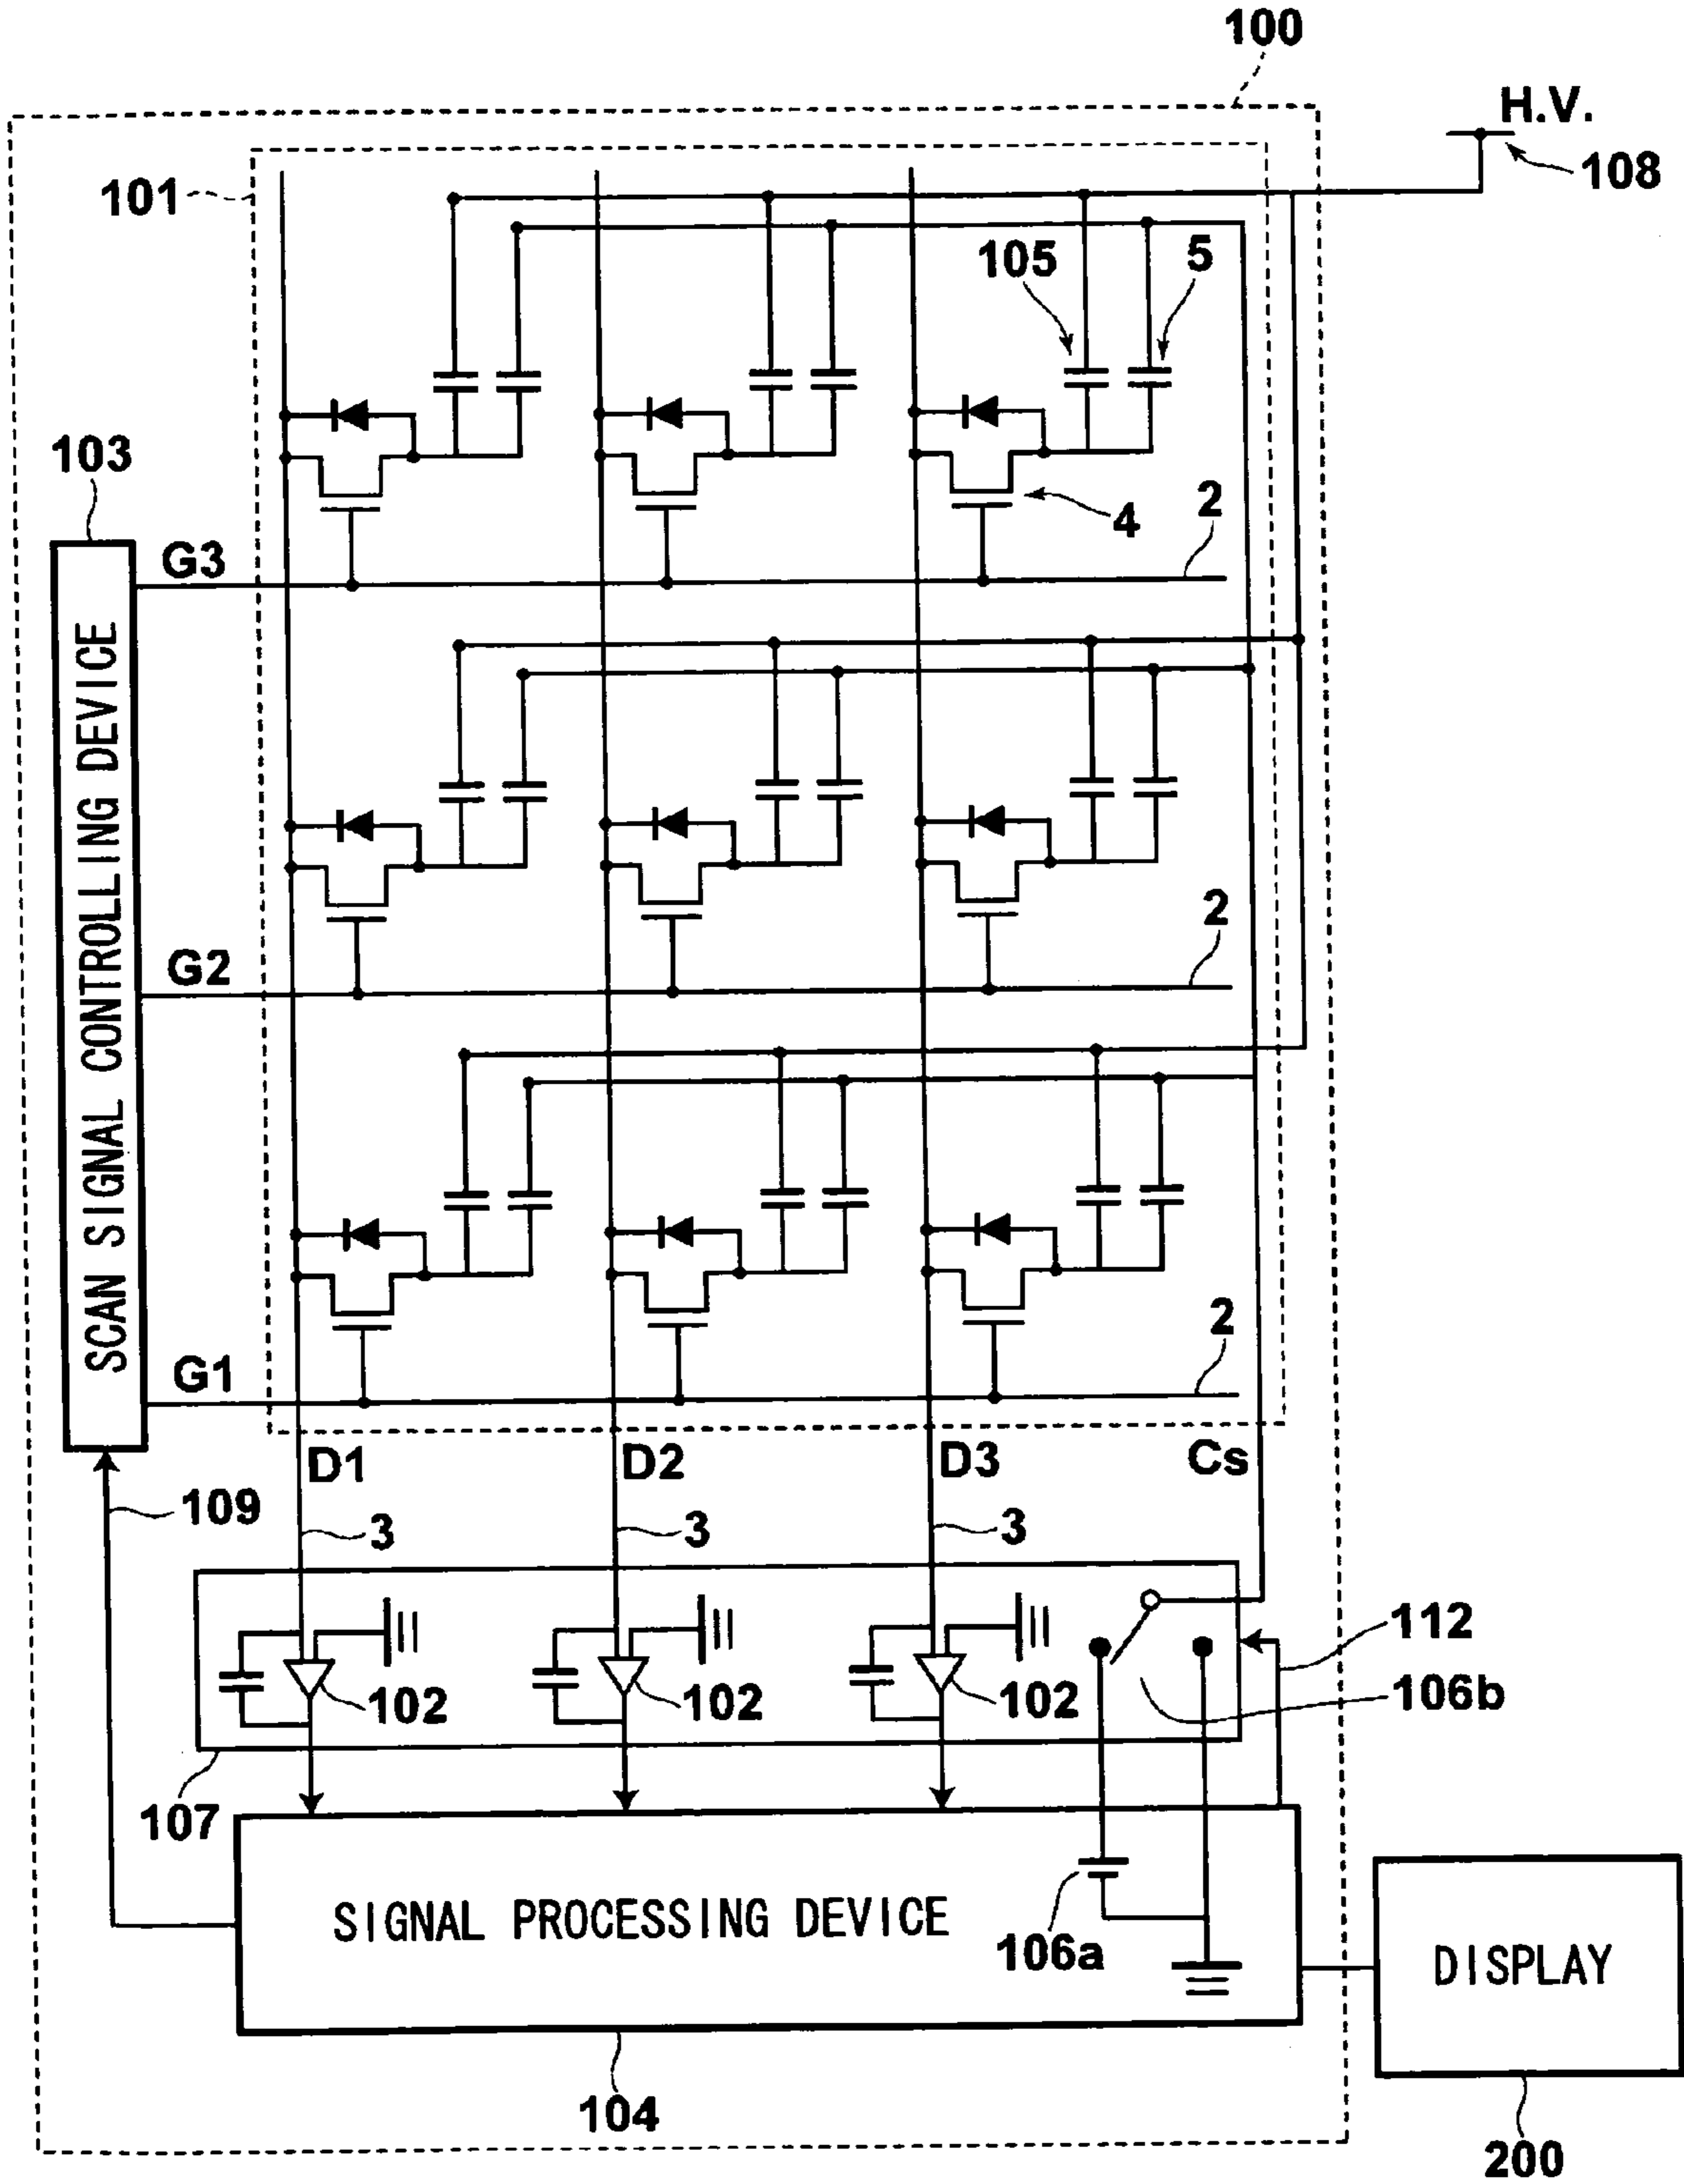 100
H.V.
108
101
105
5
103
4
2
G3
SCAN SIGNAL CONTROLLING DEVICE
2
G2
2
G1
D1
D2
D3
Cs
109
3
3
3
112
102
102
102
106b
107
SIGNAL PROCESSING DEVICE
106a
DISPLAY
104
200